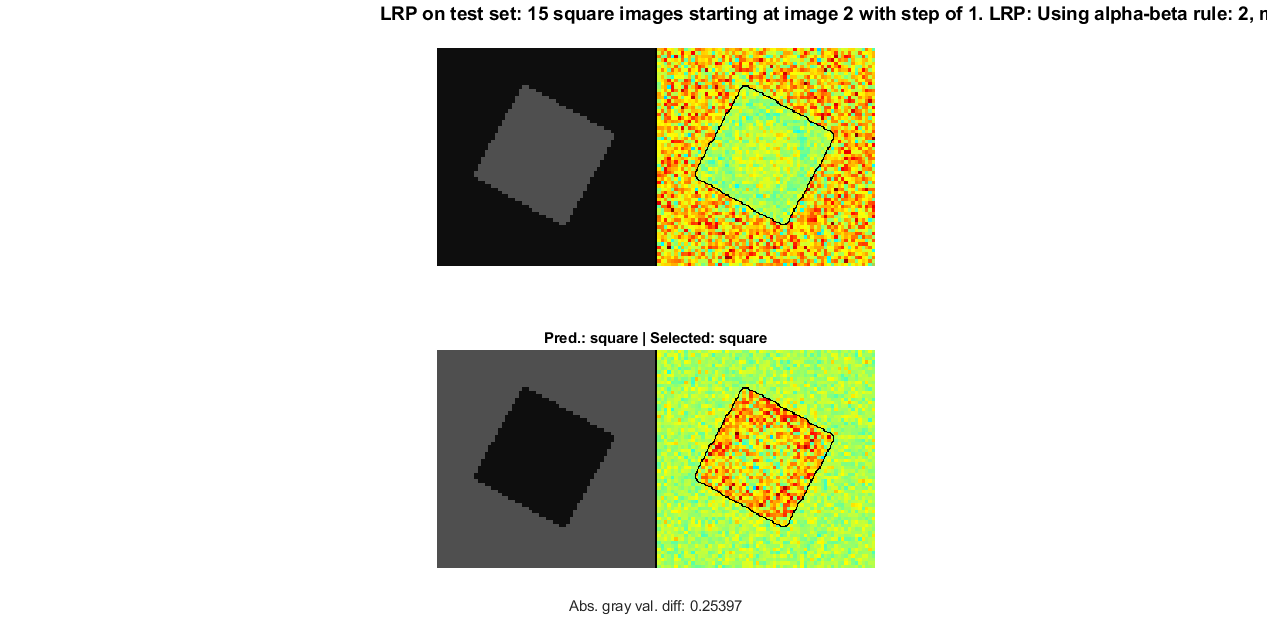 LRP on test set: 15 square images starting at image 2 with step of 1. LRP: Using alpha-beta rule: 2,
Pred.: square | Selected: square
Abs. gray val. diff: 0.25397